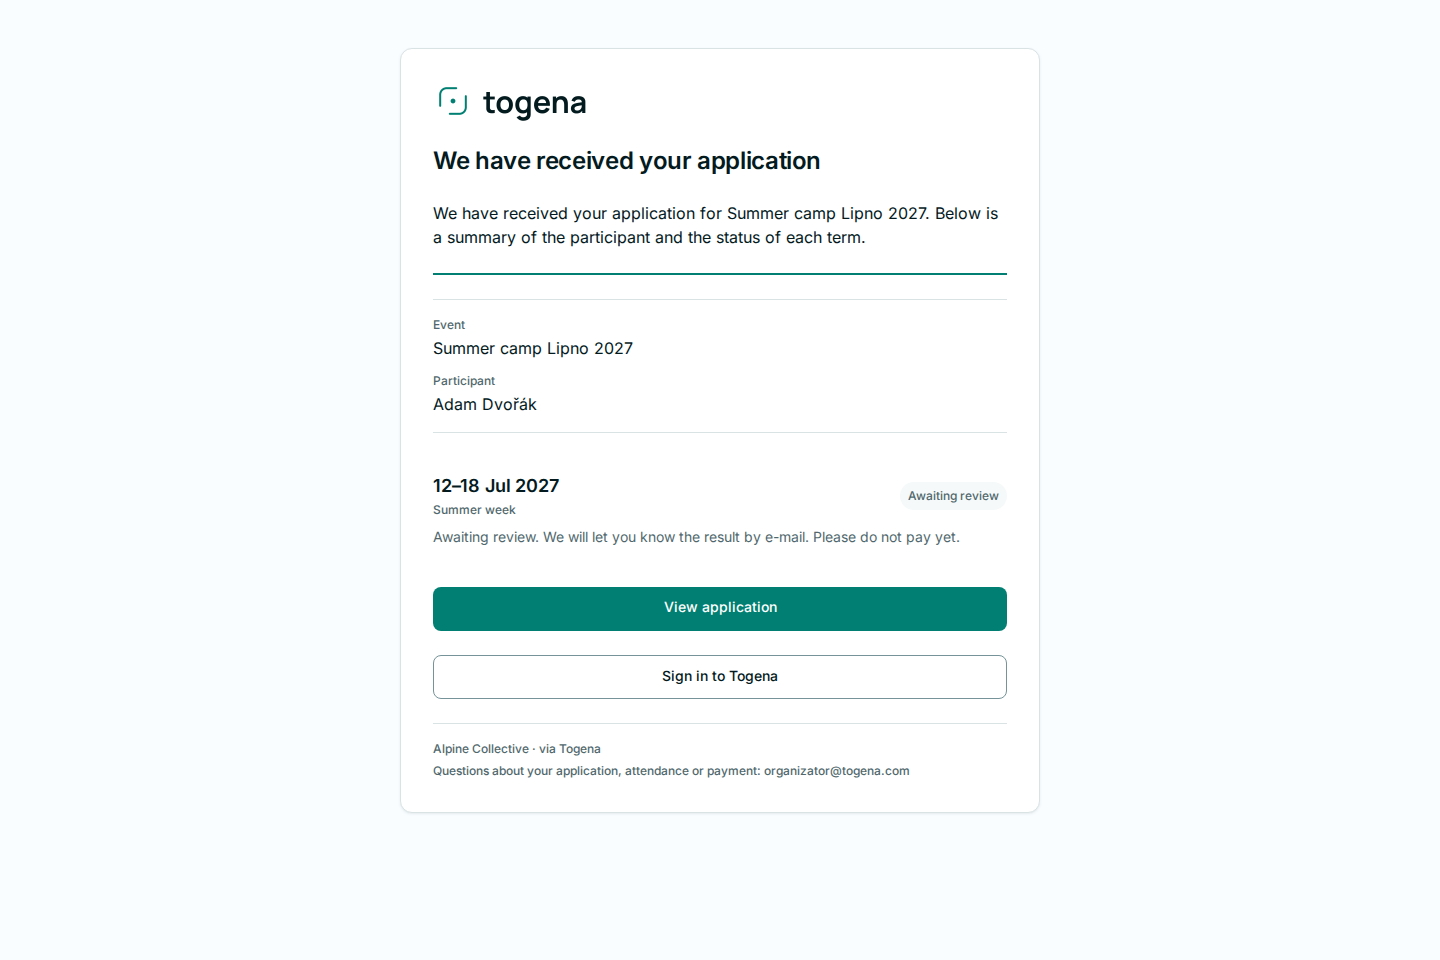 togena
We have received your application
We have received your application for Summer camp Lipno 2027. Below is
a summary of the participant and the status of each term.
Event
Summer camp Lipno 2027
Participant
Adam Dvořák
12–18 Jul 2027
Summer week
Awaiting review
Awaiting review. We will let you know the result by e-mail. Please do not pay yet.
View application
Sign in to Togena
Alpine Collective · via Togena
Questions about your application, attendance or payment: organizator@togena.com